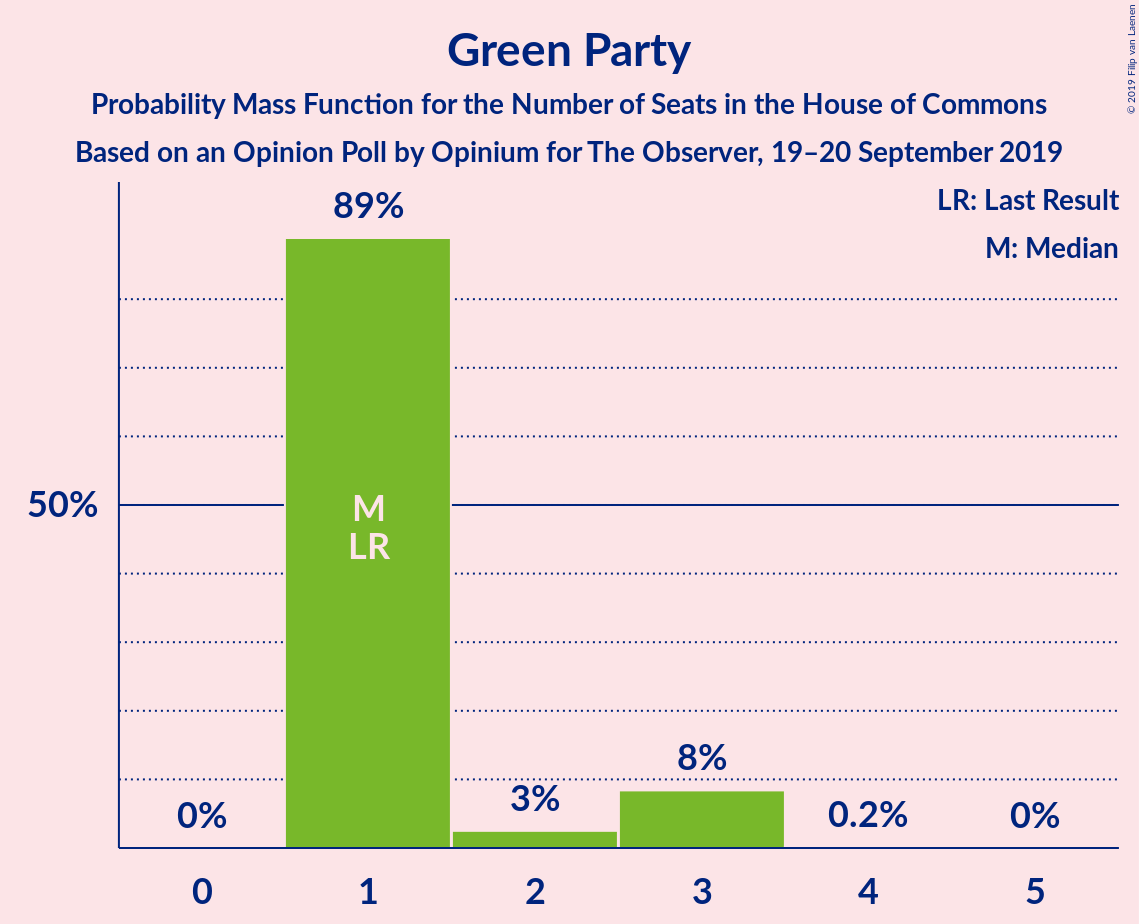 Green Party
Probability Mass Function for the Number of Seats in the House of Commons
Based on an Opinion Poll by Opinium for The Observer, 19–20 September 2019
© 2019 Filip van Laenen
LR: Last Result
M: Median
89%
50%
M
LR
8%
3%
0%
0.2%
0%
0
1
2
3
4
5